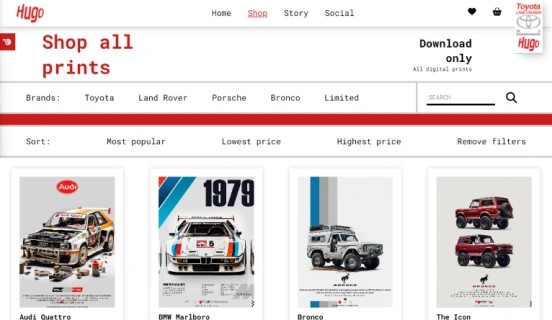 Hugo
Home Shop Story Social
Toyota
LAND CRUISER
Hugo
Shop all
prints
Download
only
All digital prints
Brands: Toyota Land Rover Porsche Bronco Limited
SEARCH
Sort: Most popular Lowest price Highest price Remove filters
Audi
1979
BRONCO
BRONCO
Audi Quattro
BMW Marlboro
Bronco
The Icon